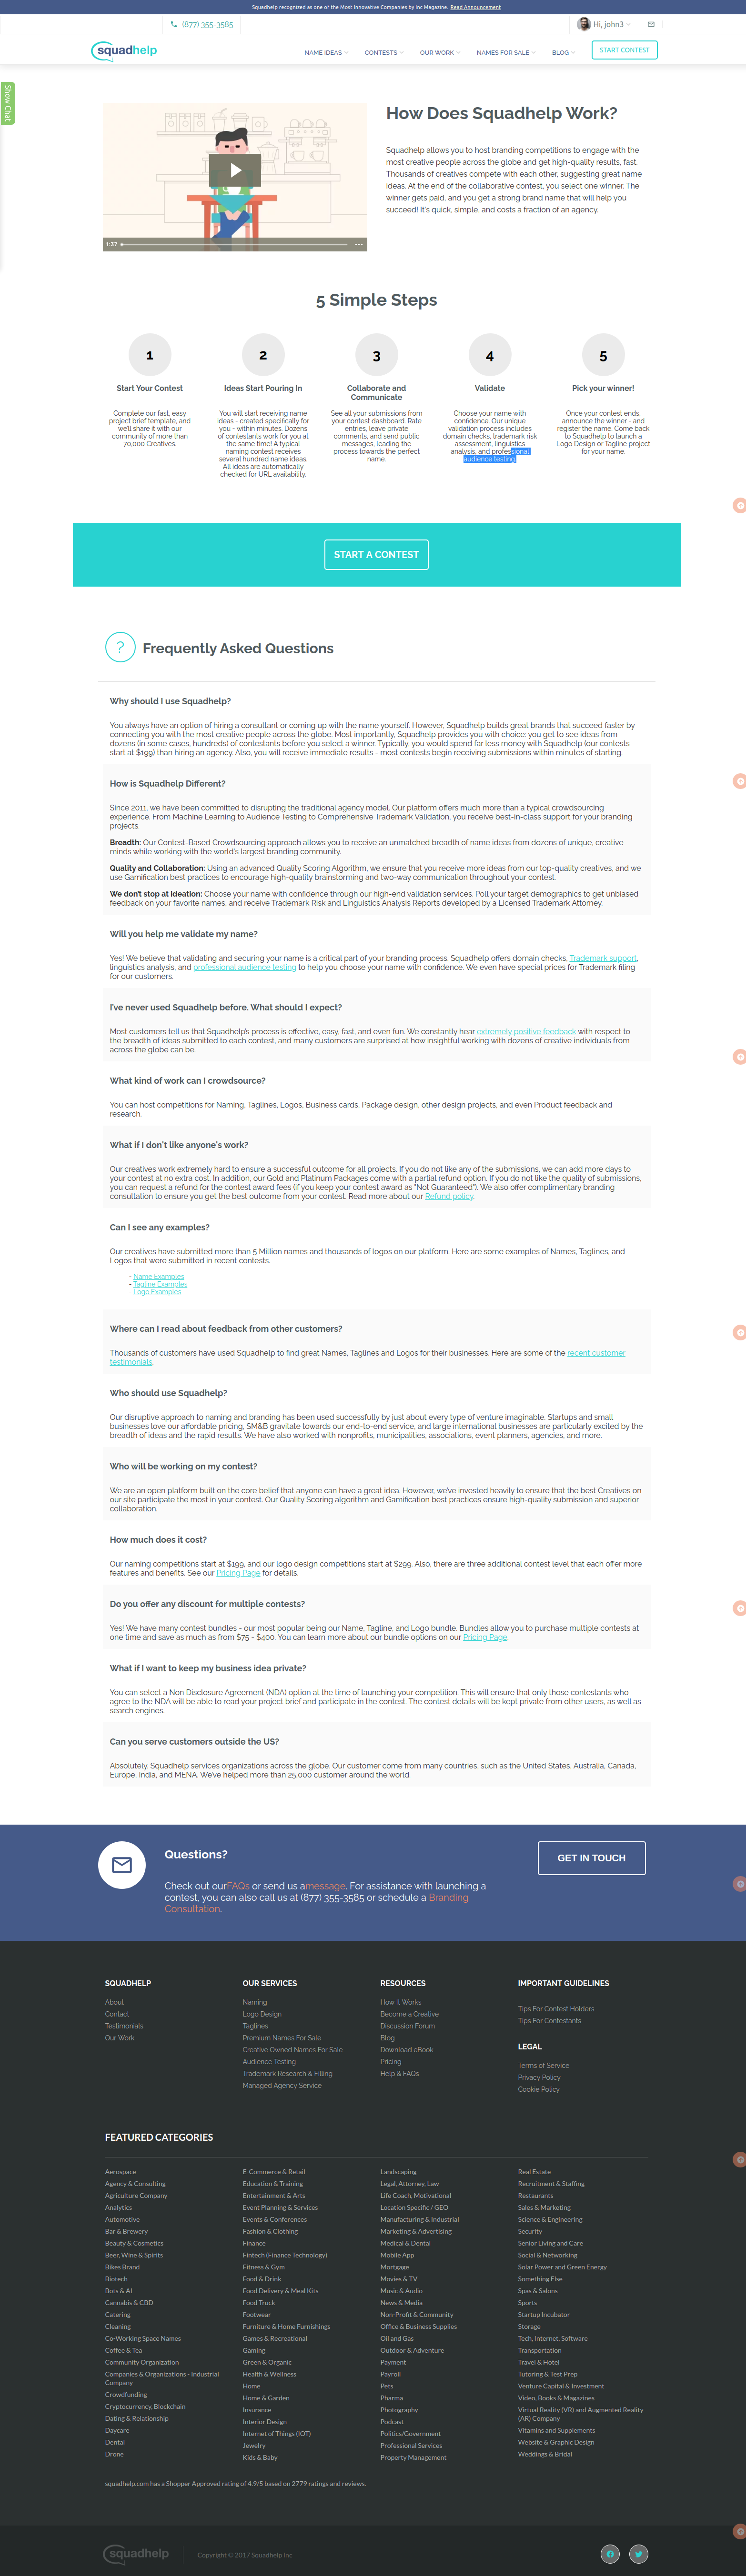 Squadhelp recognized as one of the Most Innovative Companies by Inc Magazine. Read Announcement
(877) 355-3585
Hi, john3
squadhelp
NAME IDEAS
CONTESTS
OUR WORK
NAMES FOR SALE
BLOG
START CONTEST
Show Chat
How Does Squadhelp Work?
Squadhelp allows you to host branding competitions to engage with the
most creative people across the globe and get high-quality results, fast.
Thousands of creatives compete with each other, suggesting great name
ideas. At the end of the collaborative contest, you select one winner. The
winner gets paid, and you get a strong brand name that will help you
succeed! It's quick, simple, and costs a fraction of an agency.
1:37
5 Simple Steps
1
Start Your Contest
Complete our fast, easy
project brief template, and
we'll share it with our
community of more than
70,000 Creatives.
2
Ideas Start Pouring In
You will start receiving name
ideas - created specifically for
you - within minutes. Dozens
of contestants work for you at
the same time! A typical
naming contest receives
several hundred name ideas.
All ideas are automatically
checked for URL availability.
3
Collaborate and
Communicate
See all your submissions from
your contest dashboard. Rate
entries, leave private
comments, and send public
messages, leading the
process towards the perfect
name.
4
Validate
Choose your name with
confidence. Our unique
validation process includes
domain checks, trademark risk
assessment, linguistics
analysis, and professional
audience testing.
5
Pick your winner!
Once your contest ends,
announce the winner - and
register the name. Come back
to Squadhelp to launch a
Logo Design or Tagline project
for your name.
START A CONTEST
?
Frequently Asked Questions
Why should I use Squadhelp?
You always have an option of hiring a consultant or coming up with the name yourself. However, Squadhelp builds great brands that succeed faster by
connecting you with the most creative people across the globe. Most importantly, Squadhelp provides you with choice: you get to see ideas from
dozens (in some cases, hundreds) of contestants before you select a winner. Typically, you would spend far less money with Squadhelp (our contests
start at $199) than hiring an agency. Also, you will receive immediate results - most contests begin receiving submissions within minutes of starting.
How is Squadhelp Different?
Since 2011, we have been committed to disrupting the traditional agency model. Our platform offers much more than a typical crowdsourcing
experience. From Machine Learning to Audience Testing to Comprehensive Trademark Validation, you receive best-in-class support for your branding
projects.
Breadth: Our Contest-Based Crowdsourcing approach allows you to receive an unmatched breadth of name ideas from dozens of unique, creative
minds while working with the world's largest branding community.
Quality and Collaboration: Using an advanced Quality Scoring Algorithm, we ensure that you receive more ideas from our top-quality creatives, and we
use Gamification best practices to encourage high-quality brainstorming and two-way communication throughout your contest.
We don't stop at ideation: Choose your name with confidence through our high-end validation services. Poll your target demographics to get unbiased
feedback on your favorite names, and receive Trademark Risk and Linguistics Analysis Reports developed by a Licensed Trademark Attorney.
Will you help me validate my name?
Yes! We believe that validating and securing your name is a critical part of your branding process. Squadhelp offers domain checks, Trademark support,
linguistics analysis, and professional audience testing to help you choose your name with confidence. We even have special prices for Trademark filing
for our customers.
I've never used Squadhelp before. What should I expect?
Most customers tell us that Squadhelp's process is effective, easy, fast, and even fun. We constantly hear extremely positive feedback with respect to
the breadth of ideas submitted to each contest, and many customers are surprised at how insightful working with dozens of creative individuals from
across the globe can be.
What kind of work can I crowdsource?
You can host competitions for Naming, Taglines, Logos, Business cards, Package design, other design projects, and even Product feedback and
research.
What if I don't like anyone's work?
Our creatives work extremely hard to ensure a successful outcome for all projects. If you do not like any of the submissions, we can add more days to
your contest at no extra cost. In addition, our Gold and Platinum Packages come with a partial refund option. If you do not like the quality of submissions,
you can request a refund for the contest award fees (if you keep your contest award as "Not Guaranteed"). We also offer complimentary branding
consultation to ensure you get the best outcome from your contest. Read more about our Refund policy.
Can I see any examples?
Our creatives have submitted more than 5 Million names and thousands of logos on our platform. Here are some examples of Names, Taglines, and
Logos that were submitted in recent contests.
- Name Examples
- Tagline Examples
- Logo Examples
Where can I read about feedback from other customers?
Thousands of customers have used Squadhelp to find great Names, Taglines and Logos for their businesses. Here are some of the recent customer
testimonials.
Who should use Squadhelp?
Our disruptive approach to naming and branding has been used successfully by just about every type of venture imaginable. Startups and small
businesses love our affordable pricing, SM&B gravitate towards our end-to-end service, and large international businesses are particularly excited by the
breadth of ideas and the rapid results. We have also worked with nonprofits, municipalities, associations, event planners, agencies, and more.
Who will be working on my contest?
We are an open platform built on the core belief that anyone can have a great idea. However, we've invested heavily to ensure that the best Creatives on
our site participate the most in your contest. Our Quality Scoring algorithm and Gamification best practices ensure high-quality submission and superior
collaboration.
How much does it cost?
Our naming competitions start at $199, and our logo design competitions start at $299. Also, there are three additional contest level that each offer more
features and benefits. See our Pricing Page for details.
Do you offer any discount for multiple contests?
Yes! We have many contest bundles - our most popular being our Name, Tagline, and Logo bundle. Bundles allow you to purchase multiple contests at
one time and save as much as from $75 - $400. You can learn more about our bundle options on our Pricing Page.
What if I want to keep my business idea private?
You can select a Non Disclosure Agreement (NDA) option at the time of launching your competition. This will ensure that only those contestants who
agree to the NDA will be able to read your project brief and participate in the contest. The contest details will be kept private from other users, as well as
search engines.
Can you serve customers outside the US?
Absolutely. Squadhelp services organizations across the globe. Our customer come from many countries, such as the United States, Australia, Canada,
Europe, India, and MENA. We've helped more than 25,000 customer around the world.
Questions?
Check out ourFAQs or send us amessage. For assistance with launching a
contest, you can also call us at (877) 355-3585 or schedule a Branding
Consultation.
GET IN TOUCH
SQUADHELP
About
Contact
Testimonials
Our Work
OUR SERVICES
Naming
Logo Design
Taglines
Premium Names For Sale
Creative Owned Names For Sale
Audience Testing
Trademark Research & Filling
Managed Agency Service
RESOURCES
How It Works
Become a Creative
Discussion Forum
Blog
Download eBook
Pricing
Help & FAQs
IMPORTANT GUIDELINES
Tips For Contest Holders
Tips For Contestants
LEGAL
Terms of Service
Privacy Policy
Cookie Policy
FEATURED CATEGORIES
Aerospace
Agency & Consulting
Agriculture Company
Analytics
Automotive
Bar & Brewery
Beauty & Cosmetics
Beer, Wine & Spirits
Bikes Brand
Biotech
Bots & AI
Cannabis & CBD
Catering
Cleaning
Co-Working Space Names
Coffee & Tea
Community Organization
Companies & Organizations - Industrial
Company
Crowdfunding
Cryptocurrency, Blockchain
Dating & Relationship
Daycare
Dental
Drone
E-Commerce & Retail
Education & Training
Entertainment & Arts
Event Planning & Services
Events & Conferences
Fashion & Clothing
Finance
Fintech (Finance Technology)
Fitness & Gym
Food & Drink
Food Delivery & Meal Kits
Food Truck
Footwear
Furniture & Home Furnishings
Games & Recreational
Gaming
Green & Organic
Health & Wellness
Home
Home & Garden
Insurance
Interior Design
Internet of Things (IOT)
Jewelry
Kids & Baby
Landscaping
Legal, Attorney, Law
Life Coach, Motivational
Location Specific / GEO
Manufacturing & Industrial
Marketing & Advertising
Medical & Dental
Mobile App
Mortgage
Movies & TV
Music & Audio
News & Media
Non-Profit & Community
Office & Business Supplies
Oil and Gas
Outdoor & Adventure
Payment
Payroll
Pets
Pharma
Photography
Podcast
Politics/Government
Professional Services
Property Management
Real Estate
Recruitment & Staffing
Restaurants
Sales & Marketing
Science & Engineering
Security
Senior Living and Care
Social & Networking
Solar Power and Green Energy
Something Else
Spas & Salons
Sports
Startup Incubator
Storage
Tech, Internet, Software
Transportation
Travel & Hotel
Tutoring & Test Prep
Venture Capital & Investment
Video, Books & Magazines
Virtual Reality (VR) and Augmented Reality
(AR) Company
Vitamins and Supplements
Website & Graphic Design
Weddings & Bridal
squadhelp.com has a Shopper Approved rating of 4.9/5 based on 2779 ratings and reviews.
squadhelp
Copyright © 2017 Squadhelp Inc